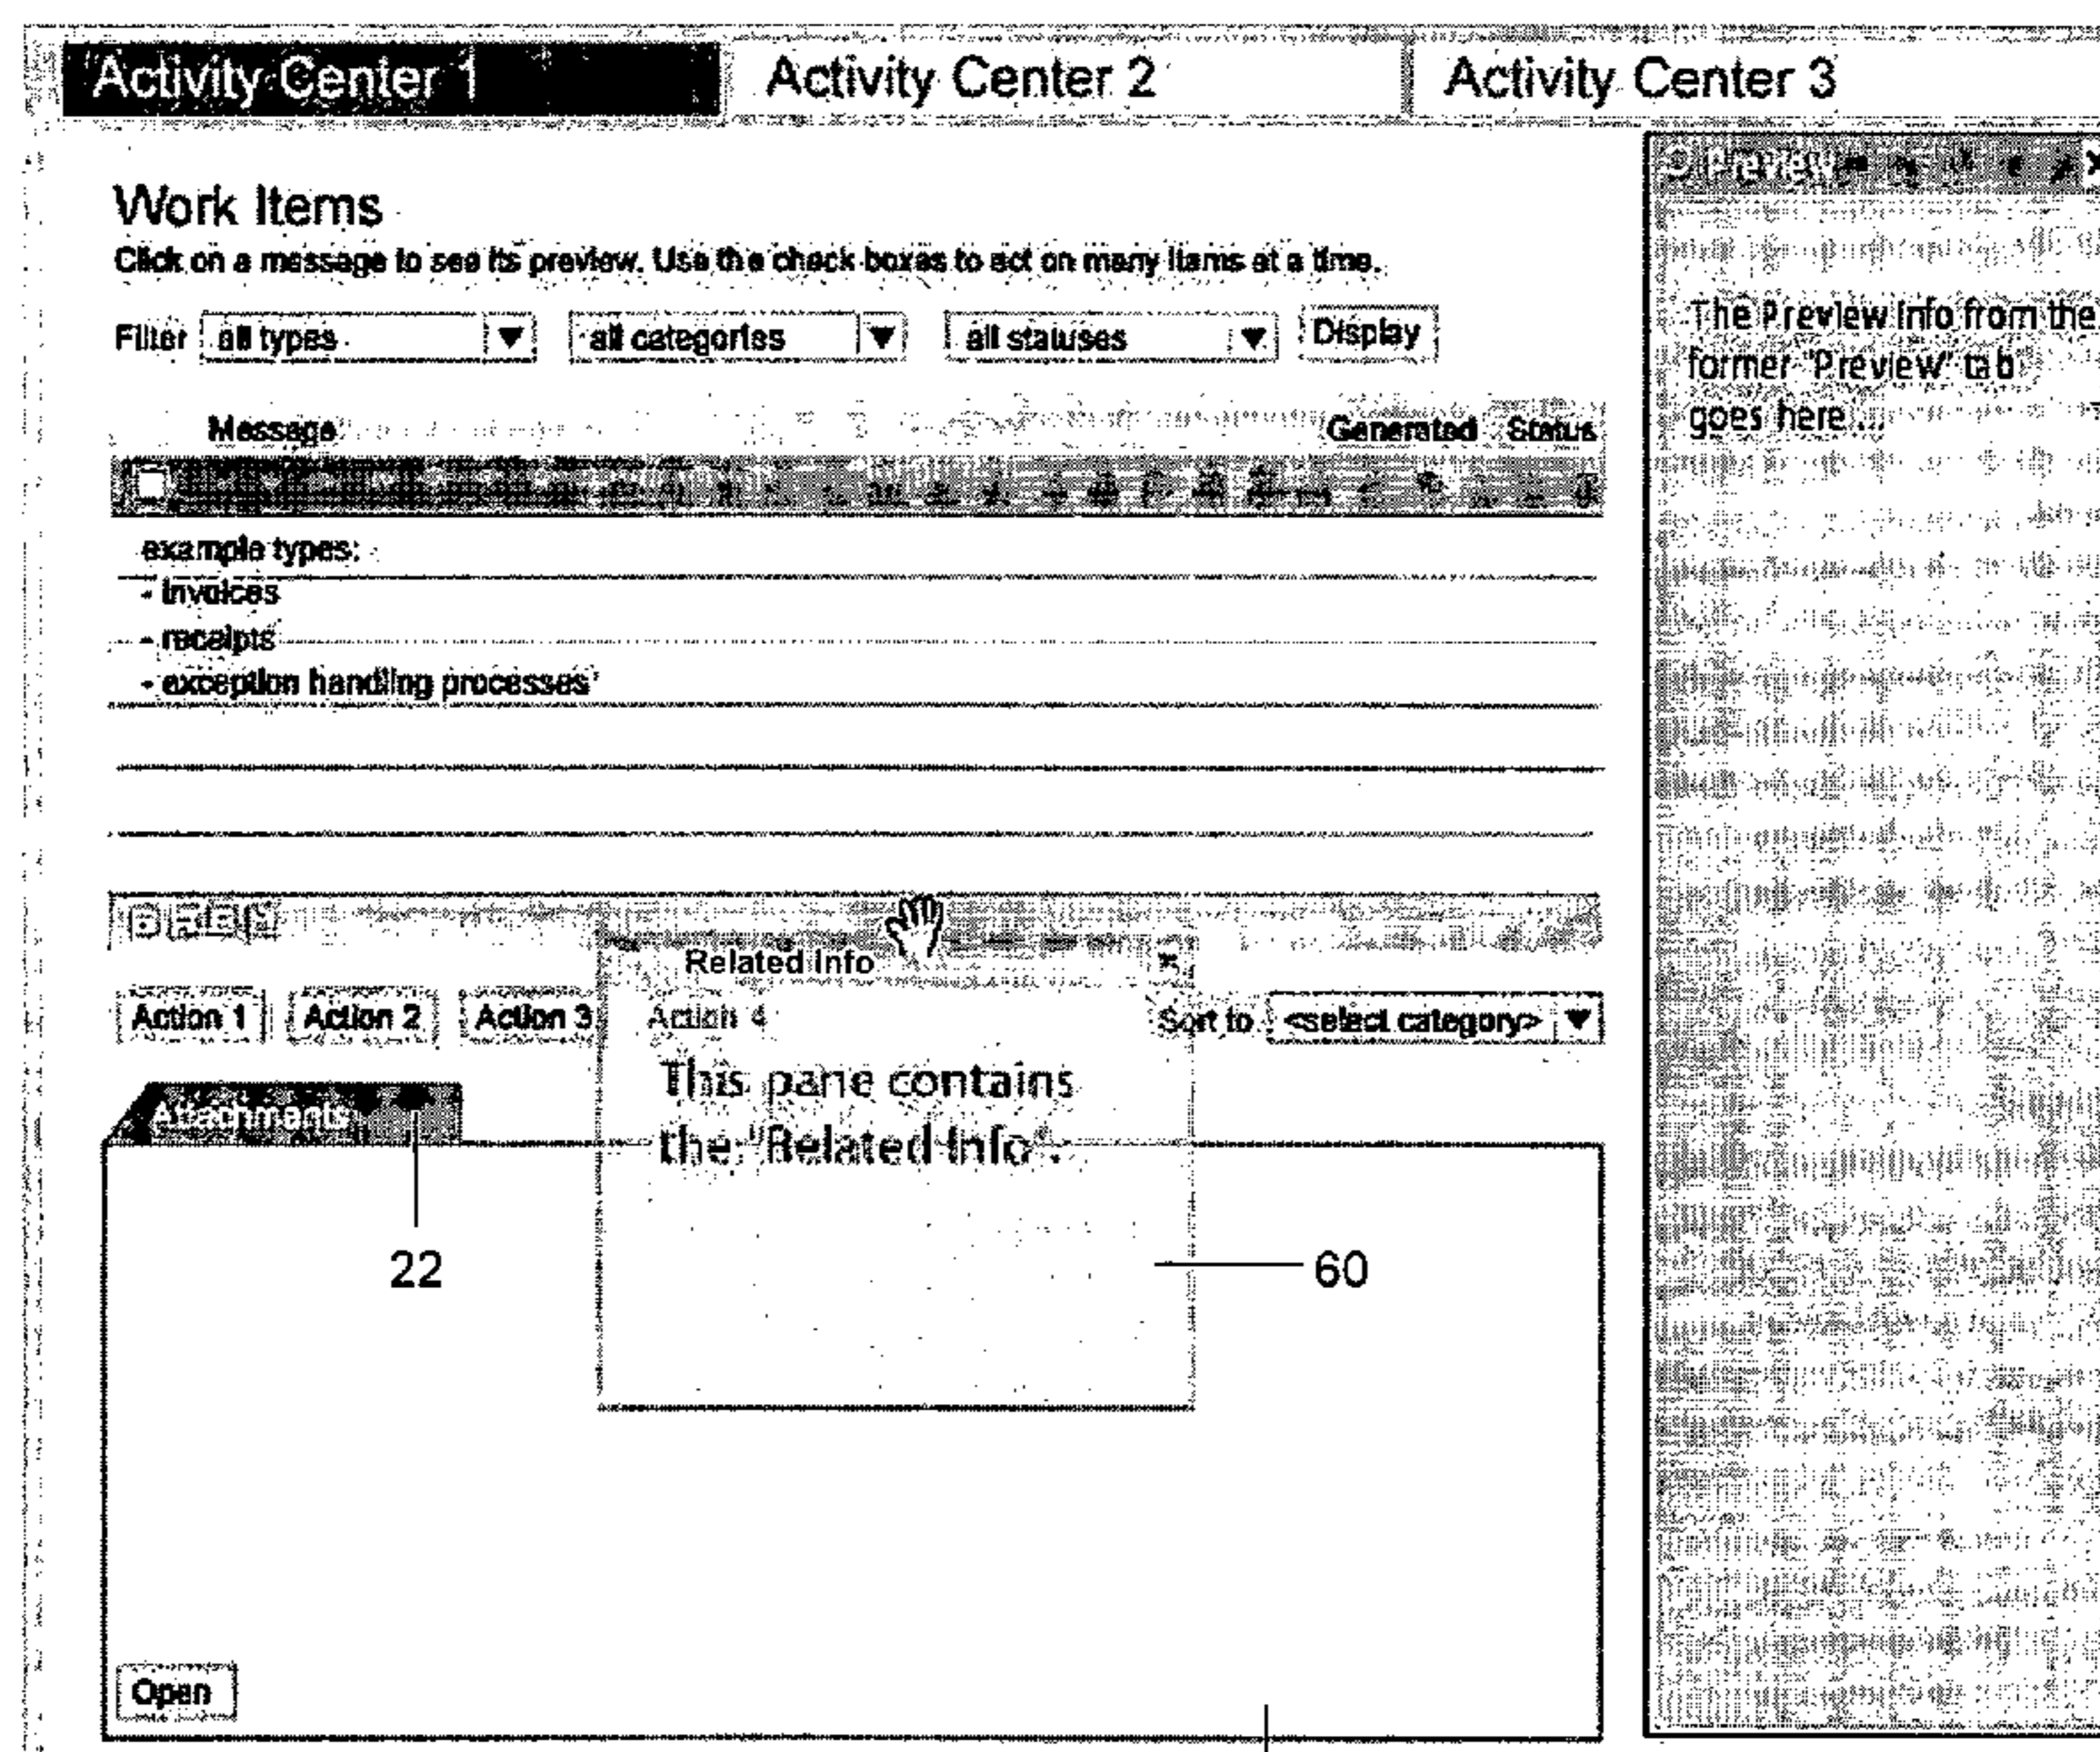 Activity Center 1 Activity Center 2 Activity Center 3
Work Items
Click on a message to see its preview. Use the check boxes to act on many items at a time.
Filter all types all categories all statuses Display
Message Generated Status
example types:
- invoices
- receipts
- exception handling processes
Related Info
Action 1 Action 2 Action 3 Action 4 Sort to <select category>
This pane contains
the "Related Info".
Attachments
22
60
Open
Preview
The Preview Info from the
former "Preview" tab
goes here...